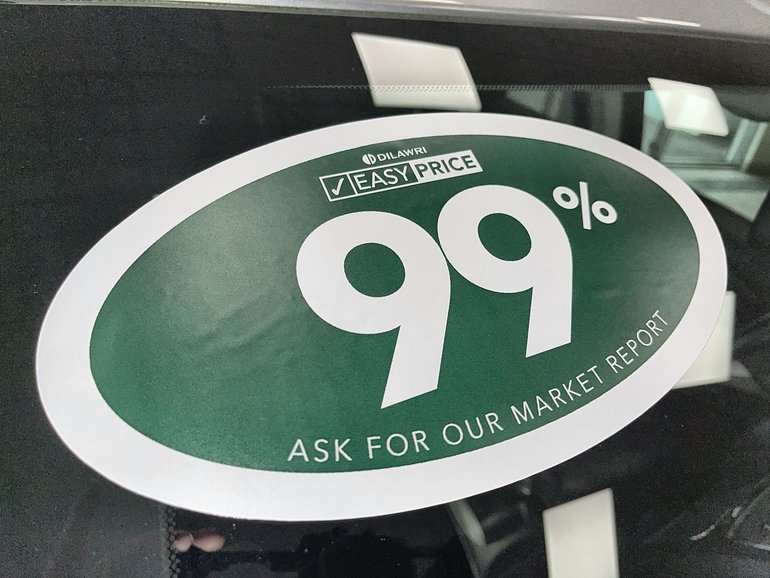 DILAWRI
✓ EASY PRICE
99%
ASK FOR OUR MARKET REPORT